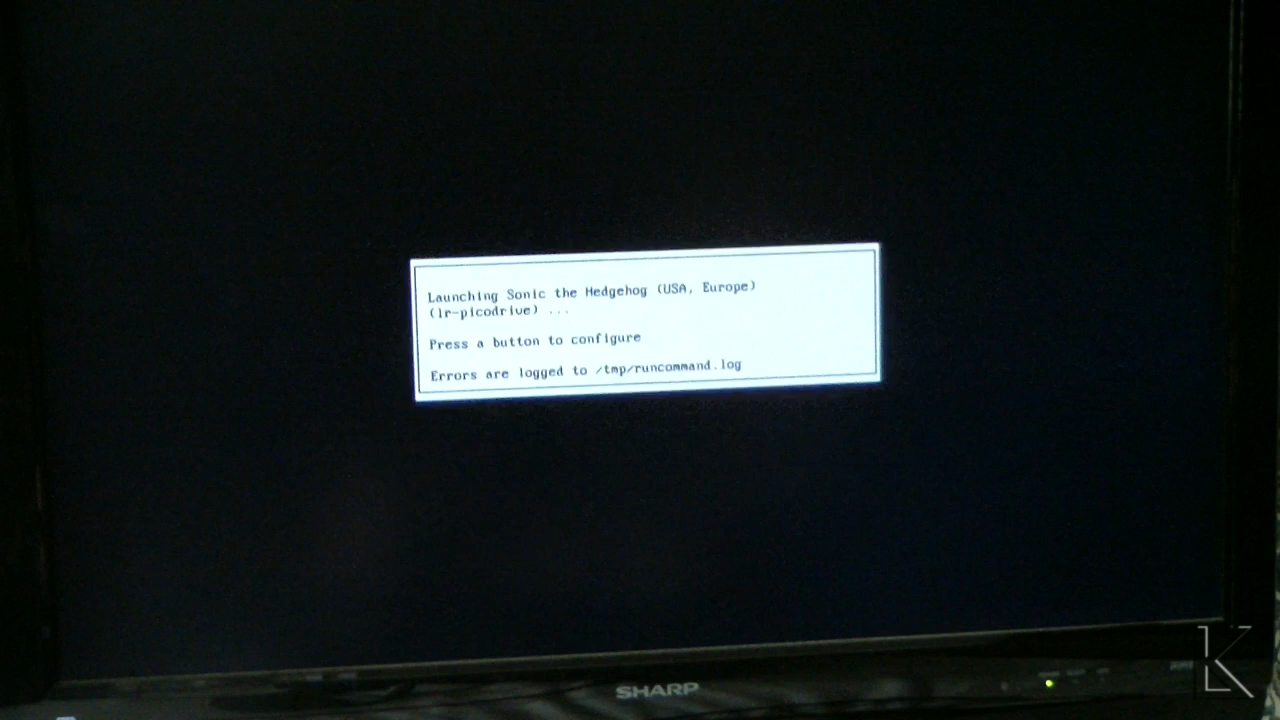 Launching Sonic the Hedgehog (USA, Europe)
(lr-picodrive) ...
Press a button to configure
Errors are logged to /tmp/runcommand.log
SHARP
K